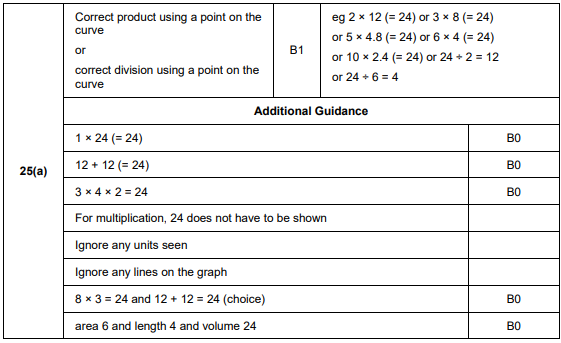 Correct product using a point on the
curve
or
correct division using a point on the
curve
B1
eg 2 × 12 (= 24) or 3 × 8 (= 24)
or 5 × 4.8 (= 24) or 6 × 4 (= 24)
or 10 × 2.4 (= 24) or 24 ÷ 2 = 12
or 24 ÷ 6 = 4
Additional Guidance
25(a)
1 × 24 (= 24) B0
12 + 12 (= 24) B0
3 × 4 × 2 = 24 B0
For multiplication, 24 does not have to be shown
Ignore any units seen
Ignore any lines on the graph
8 × 3 = 24 and 12 + 12 = 24 (choice) B0
area 6 and length 4 and volume 24 B0